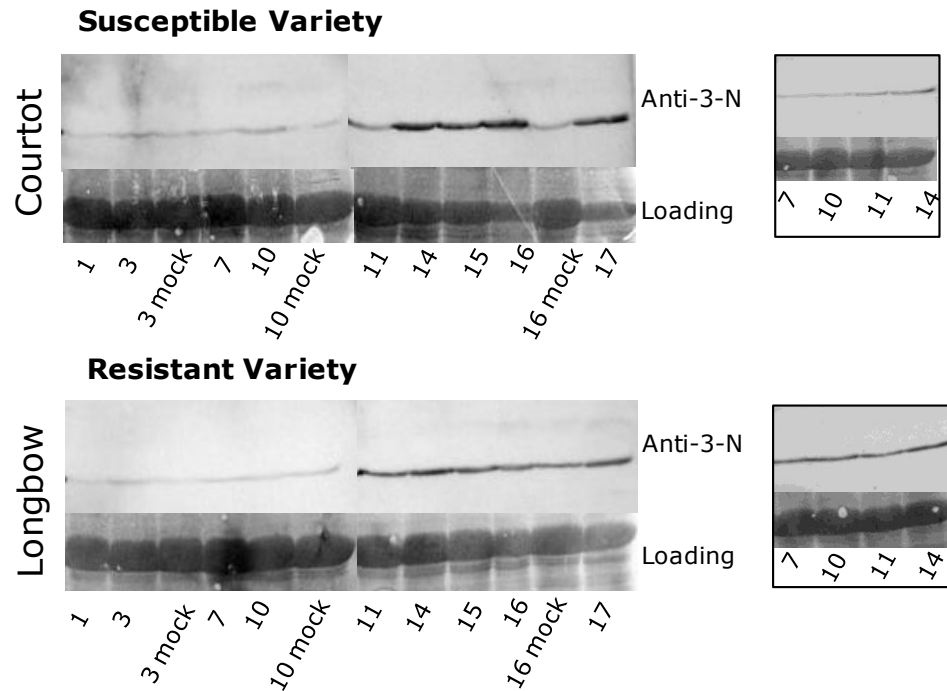 Susceptible Variety
Courtot
Anti-3-N
Loading
1 3 3 mock 7 10 10 mock 11 14 15 16 16 mock 17
7 10 11 14
Resistant Variety
Longbow
Anti-3-N
Loading
1 3 3 mock 7 10 10 mock 11 14 15 16 16 mock 17
7 10 11 14